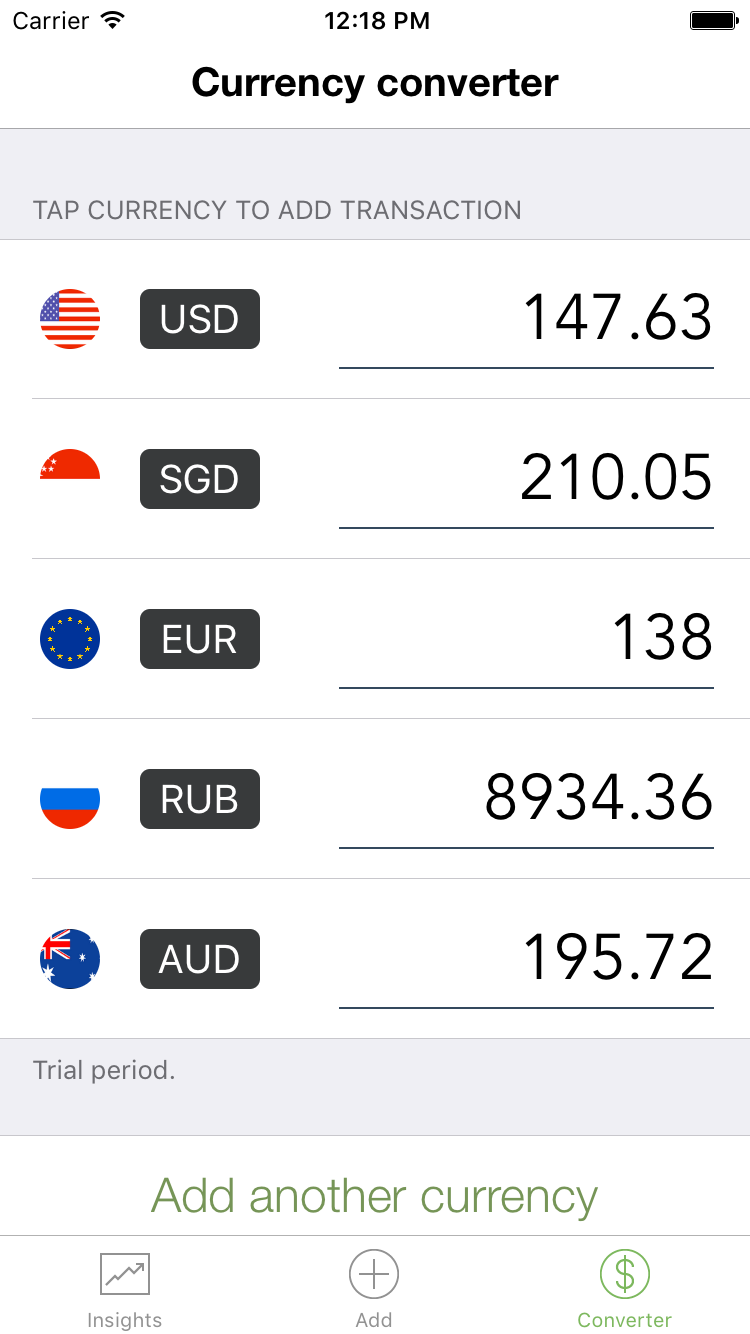 Carrier 12:18 PM
Currency converter
TAP CURRENCY TO ADD TRANSACTION
USD 147.63
SGD 210.05
EUR 138
RUB 8934.36
AUD 195.72
Trial period.
Add another currency
Insights Add Converter